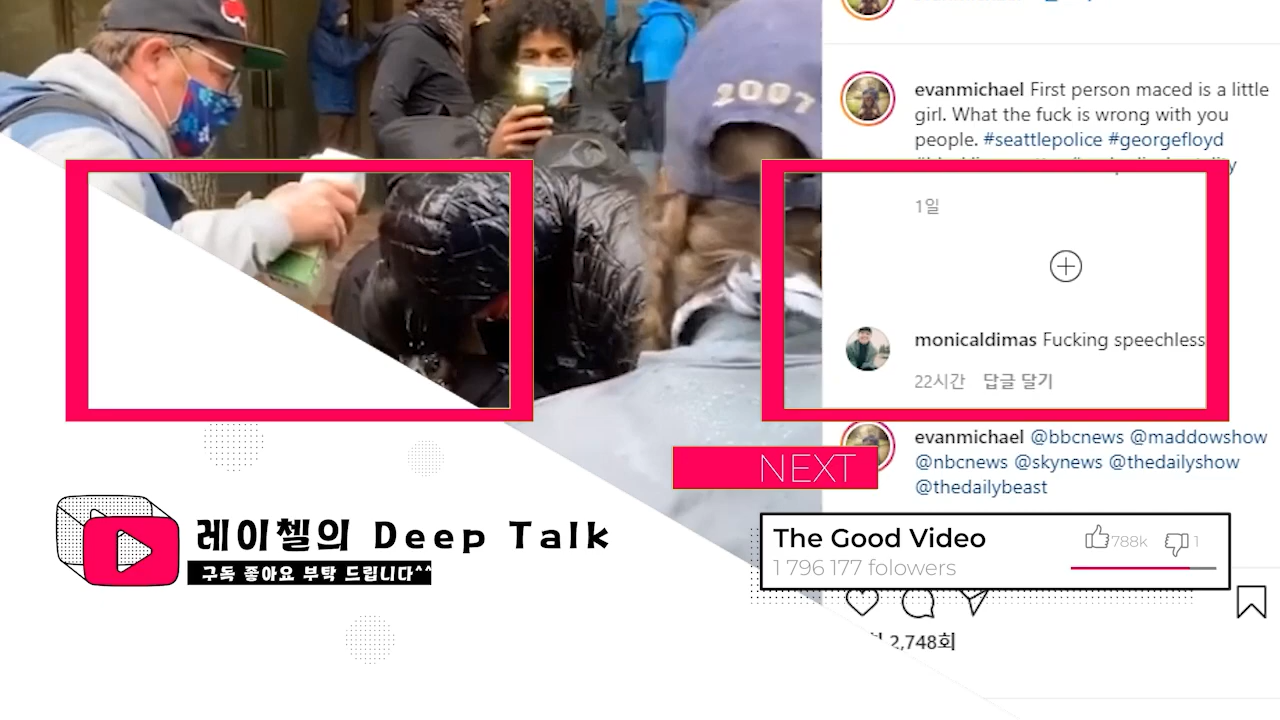 2007
evanmichael First person maced is a little
girl. What the fuck is wrong with you
people. #seattlepolice #georgefloyd
1일
monicaldimas Fucking speechless
22시간 답글 달기
evanmichael @bbcnews @maddowshow
@nbcnews @skynews @thedailyshow
@thedailybeast
NEXT
레이첼의 Deep Talk
구독 좋아요 부탁 드립니다^^
The Good Video
788k 1
1 796 177 folowers
2,748회